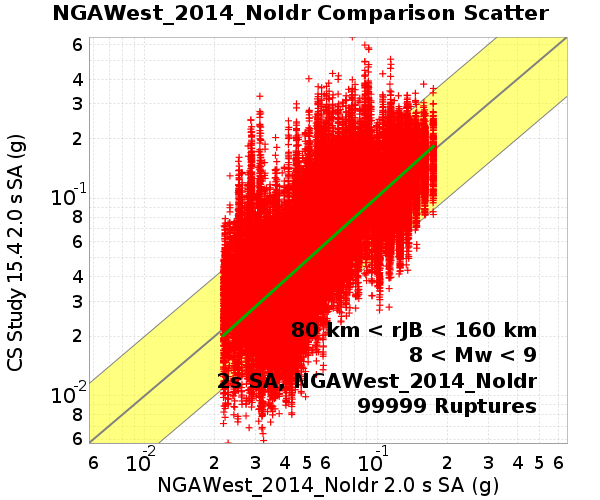 NGAWest_2014_NoIdr Comparison Scatter
6
4
3
2
10-1
8
6
4
3
2
10-2
8
6
CS Study 15.4 2.0 s SA (g)
80 km < rJB < 160 km
8 < Mw < 9
2s SA, NGAWest_2014_NoIdr
99999 Ruptures
6 10-2 2 3 4 5 6 10-1 2 3 4 5 6
NGAWest_2014_NoIdr 2.0 s SA (g)